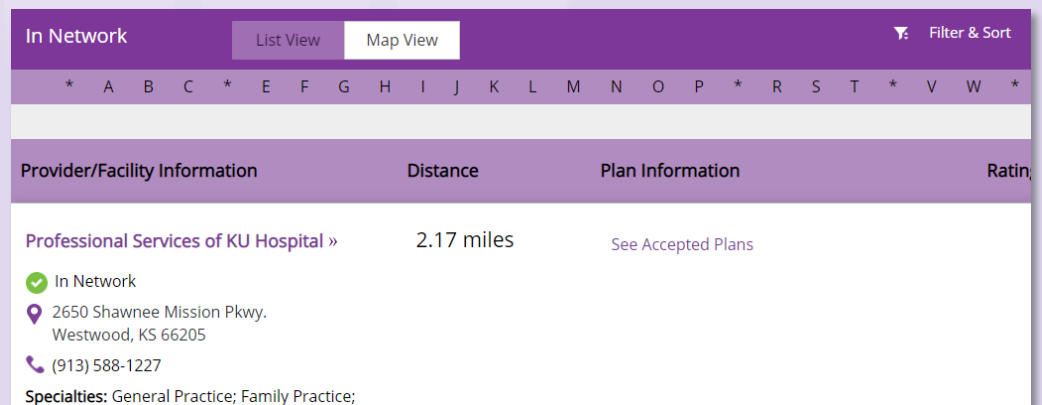 In Network List View Map View Filter & Sort
* A B C * E F G H I J K L M N O P * R S T * V W *
Provider/Facility Information Distance Plan Information
Professional Services of KU Hospital » 2.17 miles See Accepted Plans
In Network
2650 Shawnee Mission Pkwy.
Westwood, KS 66205
(913) 588-1227
Specialties: General Practice; Family Practice;